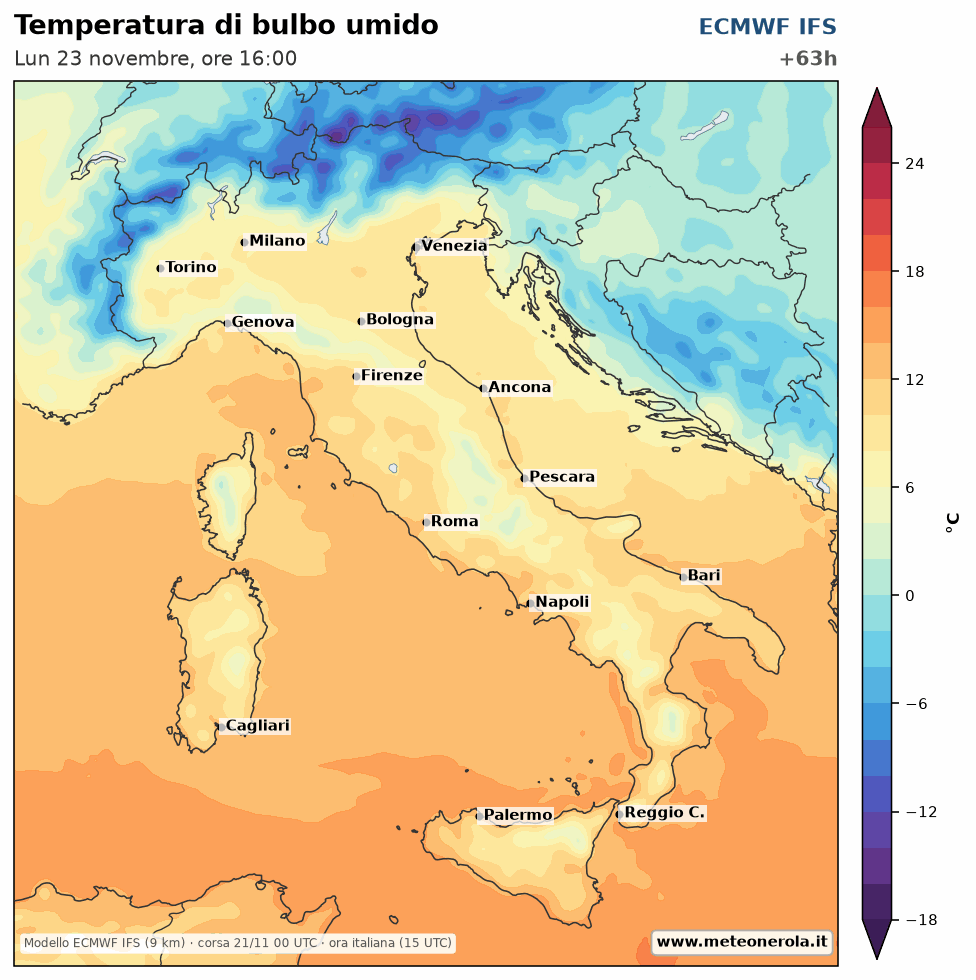 Temperatura di bulbo umido
ECMWF IFS
Lun 23 novembre, ore 16:00
+63h
Milano
Venezia
Torino
Genova
Bologna
Firenze
Ancona
Pescara
Roma
Bari
Napoli
Cagliari
Palermo
Reggio C.
24
18
12
6
0
−6
−12
−18
°C
Modello ECMWF IFS (9 km) · corsa 21/11 00 UTC · ora italiana (15 UTC)
www.meteonerola.it